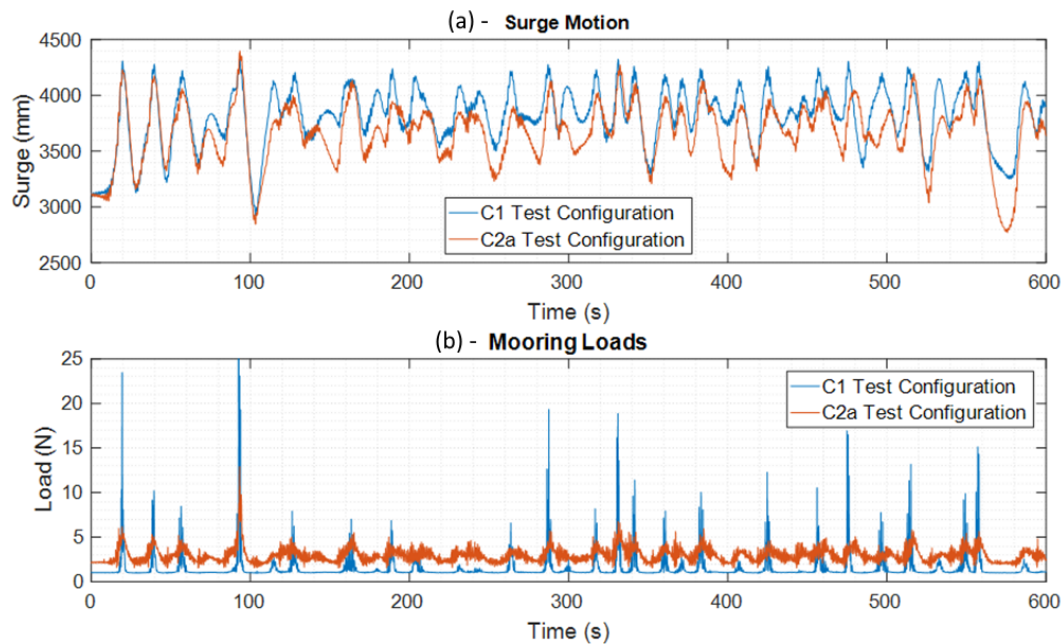 (a) - Surge Motion
4500
4000
3500
3000
2500
Surge (mm)
C1 Test Configuration
C2a Test Configuration
0 100 200 300 400 500 600
Time (s)
(b) - Mooring Loads
25
20
15
10
5
0
Load (N)
C1 Test Configuration
C2a Test Configuration
0 100 200 300 400 500 600
Time (s)